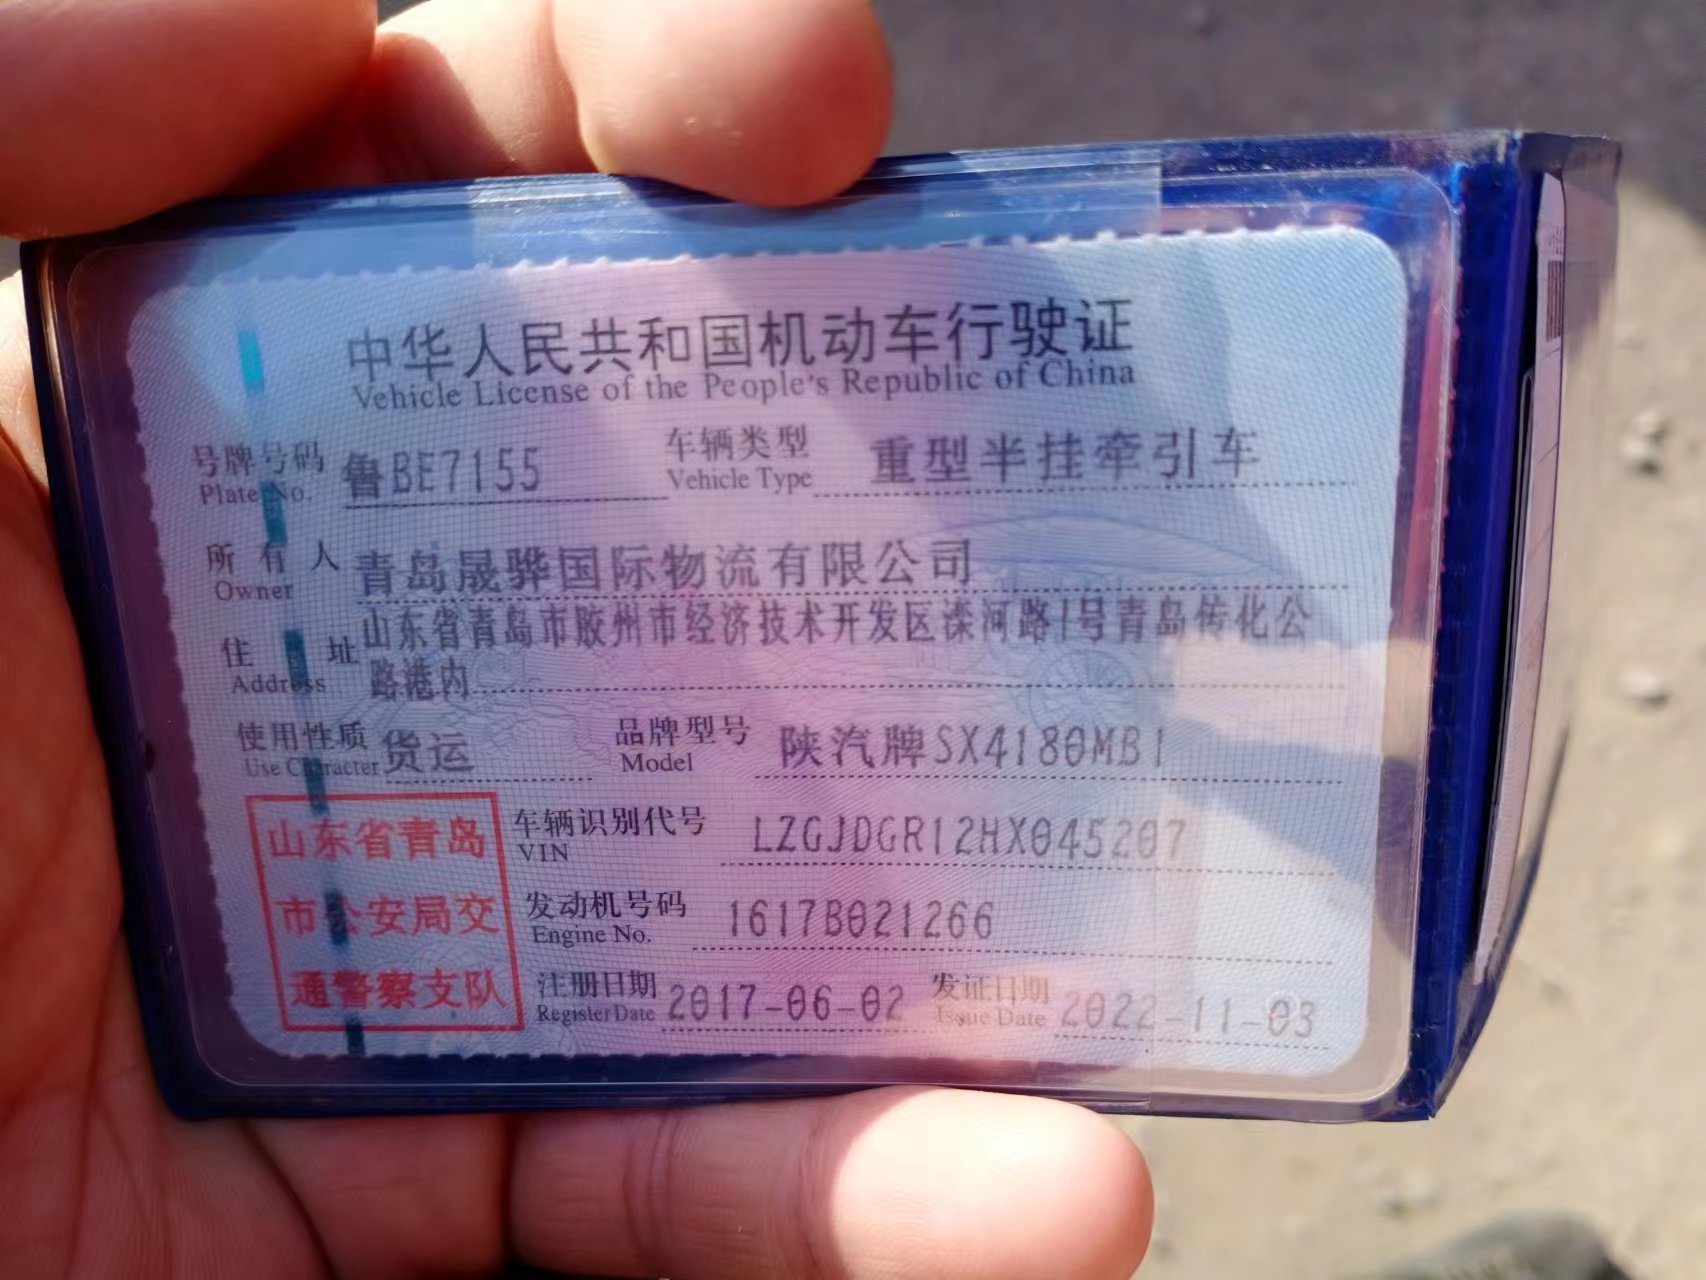 中华人民共和国机动车行驶证
Vehicle License of the People's Republic of China
号牌号码 鲁BE7155 车辆类型 重型半挂牵引车
Plate No. Vehicle Type
所有人 青岛晟骅国际物流有限公司
Owner
住址 山东省青岛市胶州市经济技术开发区滦河路1号青岛传化公
Address 路港内
使用性质 货运 品牌型号 陕汽牌SX4180MB1
Use Character Model
车辆识别代号 LZGJDGR12HX045207
VIN
发动机号码 1617B021266
Engine No.
注册日期 2017-06-02 发证日期 2022-11-03
Register Date Issue Date
山东省青岛
市公安局交
通警察支队